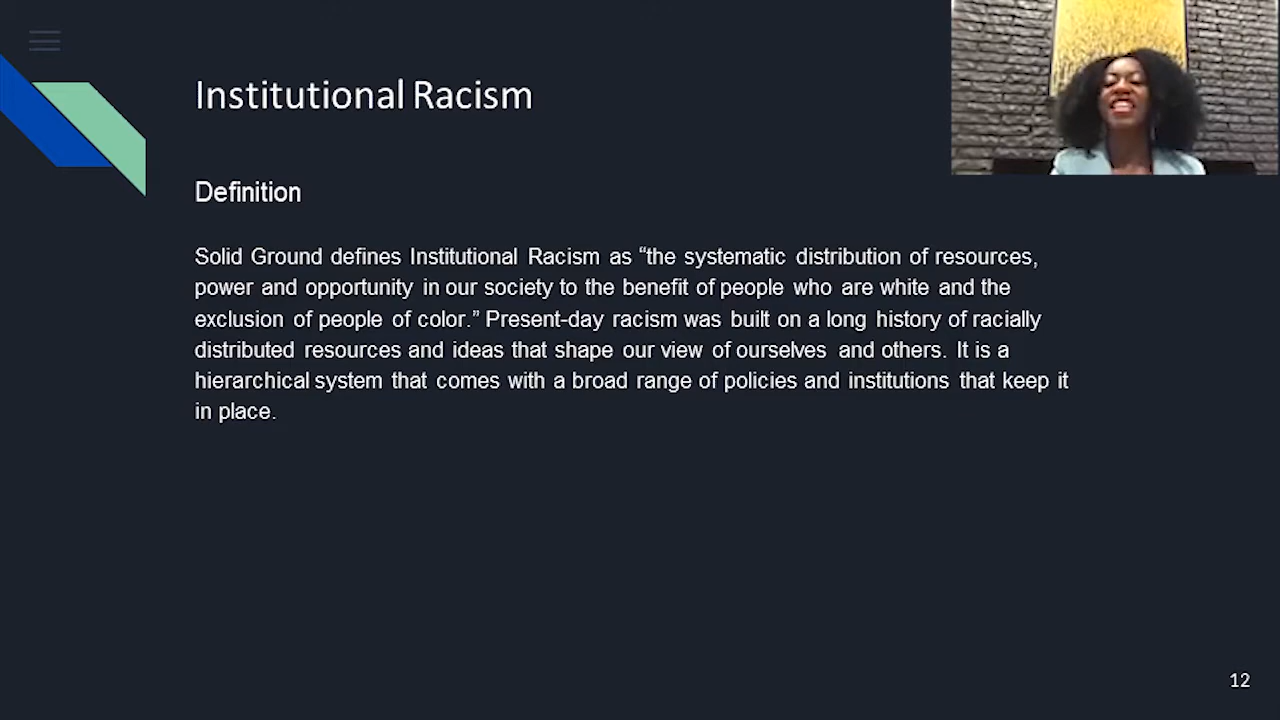 Institutional Racism
Definition
Solid Ground defines Institutional Racism as “the systematic distribution of resources,
power and opportunity in our society to the benefit of people who are white and the
exclusion of people of color.” Present-day racism was built on a long history of racially
distributed resources and ideas that shape our view of ourselves and others. It is a
hierarchical system that comes with a broad range of policies and institutions that keep it
in place.
12